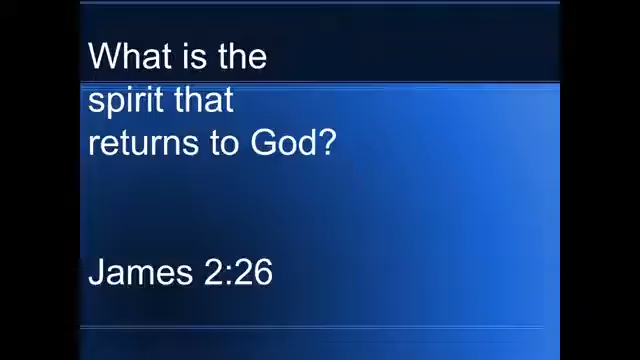 What is the
spirit that
returns to God?
James 2:26